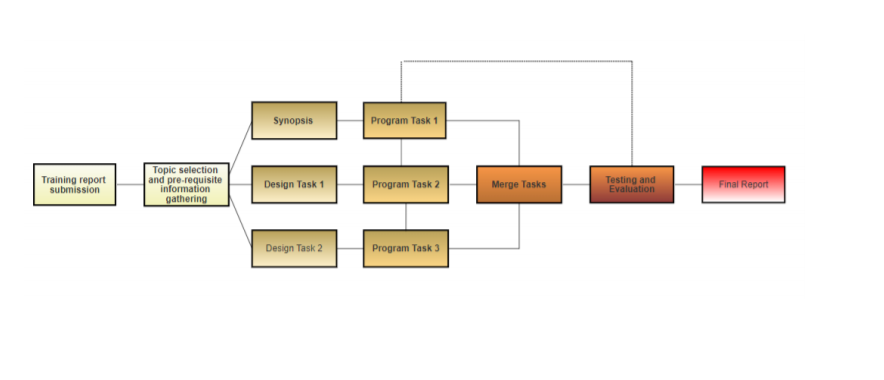 Training report
submission
Topic selection
and pre-requisite
information
gathering
Synopsis
Design Task 1
Design Task 2
Program Task 1
Program Task 2
Program Task 3
Merge Tasks
Testing and
Evaluation
Final Report